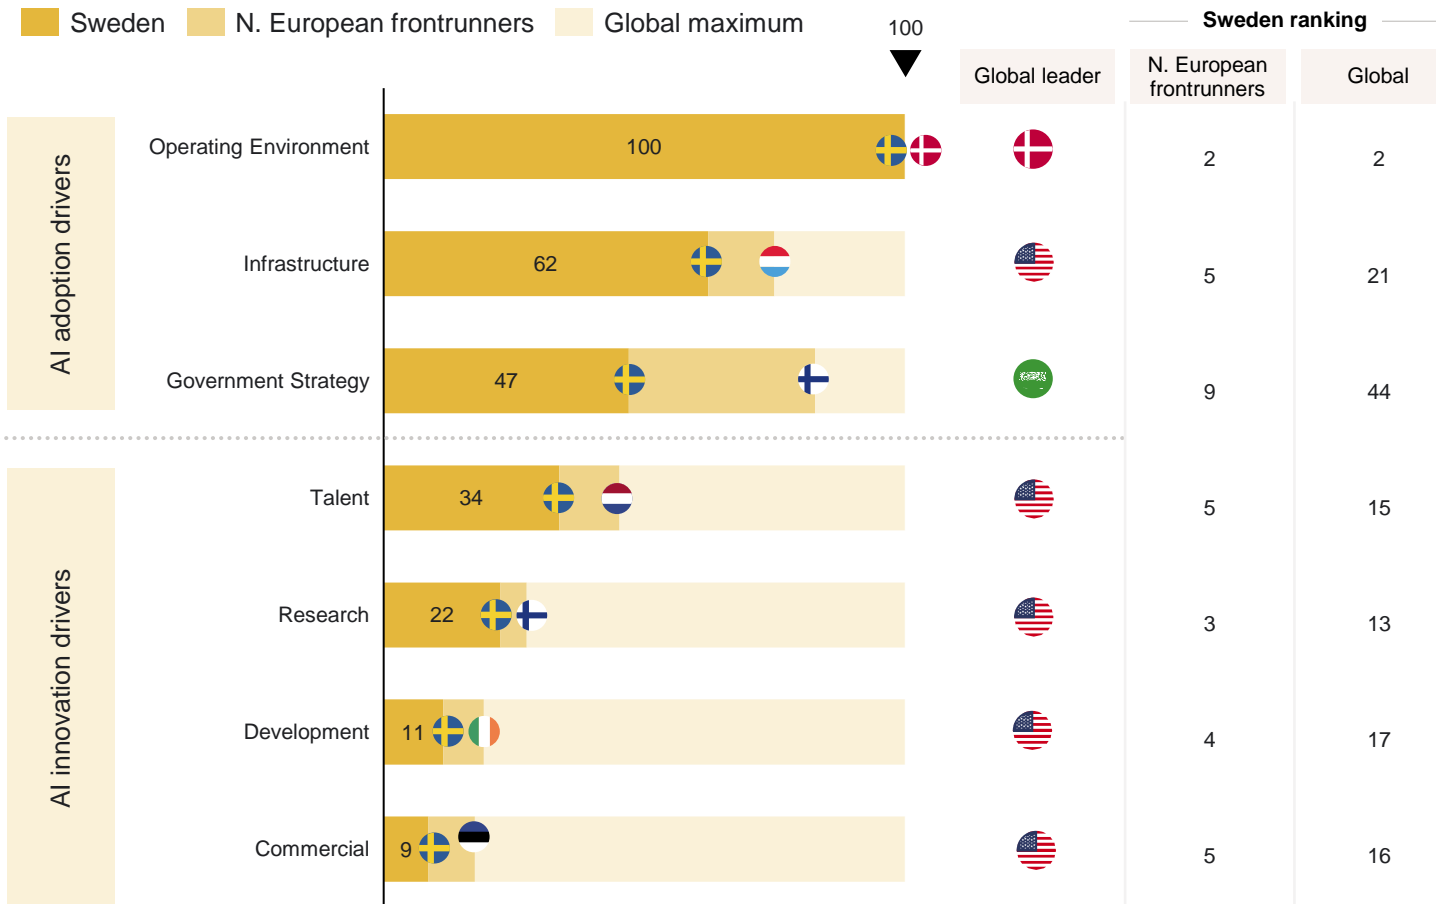 Sweden
N. European frontrunners
Global maximum
100
Sweden ranking
Global leader
N. European
frontrunners
Global
AI adoption drivers
Operating Environment
100
2
2
Infrastructure
62
5
21
Government Strategy
47
9
44
AI innovation drivers
Talent
34
5
15
Research
22
3
13
Development
11
4
17
Commercial
9
5
16